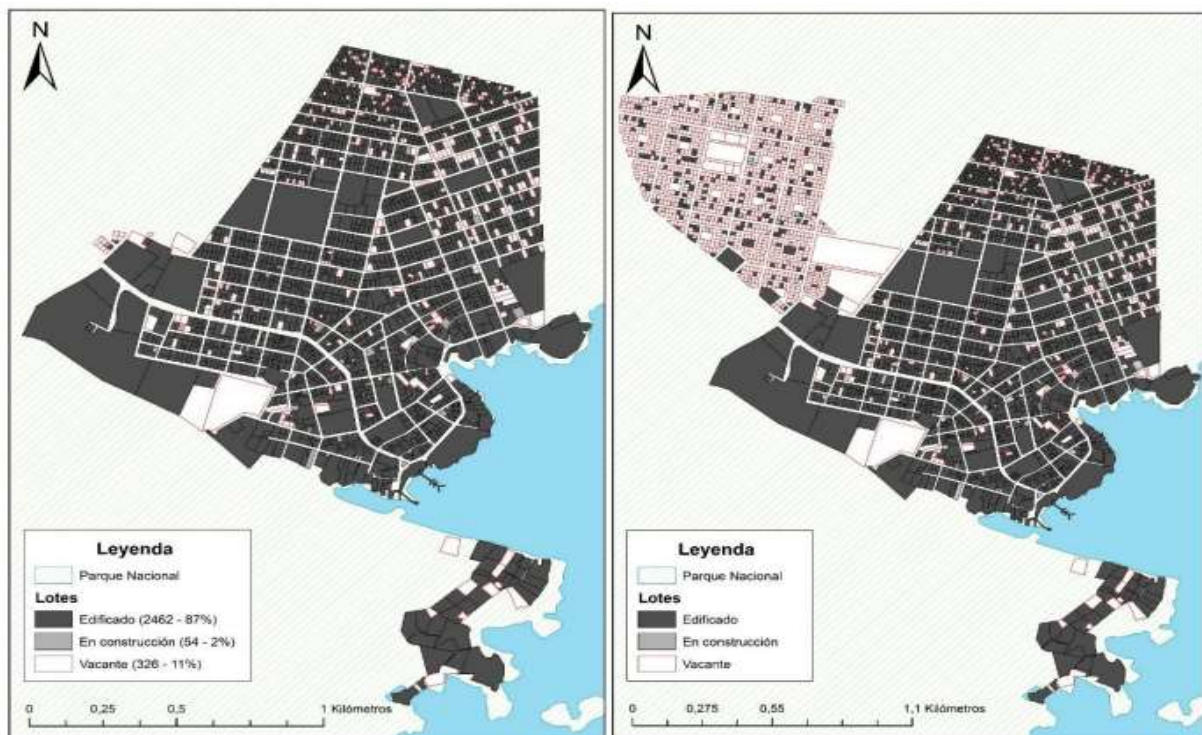 N
Leyenda
Parque Nacional
Lotes
Edificado (2462 - 87%)
En construcción (54 - 2%)
Vacante (326 - 11%)
0 0,25 0,5 1 Kilómetros
N
Leyenda
Parque Nacional
Lotes
Edificado
En construcción
Vacante
0 0,275 0,55 1,1 Kilómetros